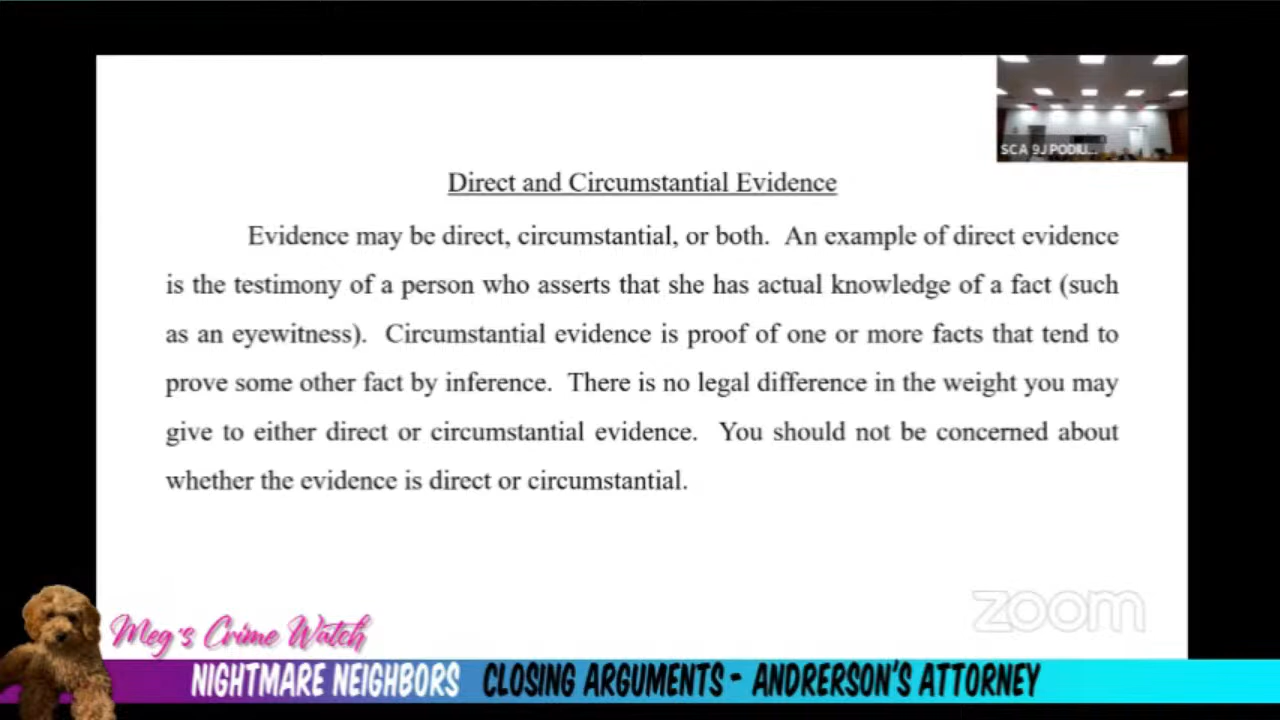 SCA 9J PODIU...
Direct and Circumstantial Evidence
Evidence may be direct, circumstantial, or both. An example of direct evidence
is the testimony of a person who asserts that she has actual knowledge of a fact (such
as an eyewitness). Circumstantial evidence is proof of one or more facts that tend to
prove some other fact by inference. There is no legal difference in the weight you may
give to either direct or circumstantial evidence. You should not be concerned about
whether the evidence is direct or circumstantial.
zoom
Meg's Crime Watch
NIGHTMARE NEIGHBORS CLOSING ARGUMENTS - ANDRERSON'S ATTORNEY